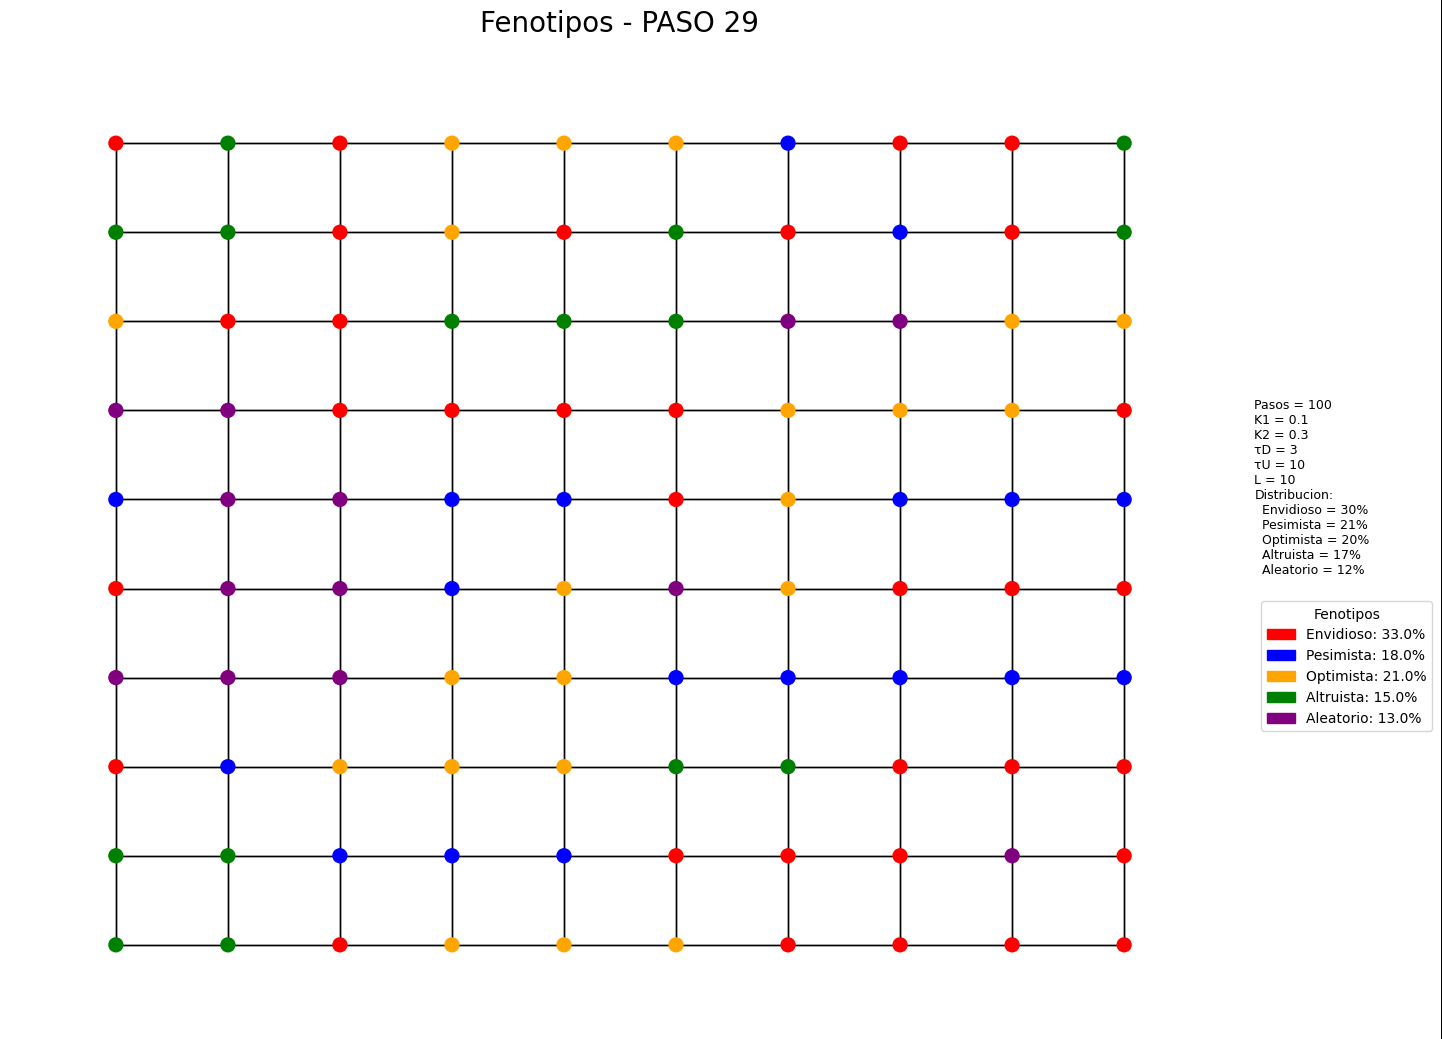 Fenotipos - PASO 29
Pasos = 100
K1 = 0.1
K2 = 0.3
τD = 3
τU = 10
L = 10
Distribucion:
Envidioso = 30%
Pesimista = 21%
Optimista = 20%
Altruista = 17%
Aleatorio = 12%
Fenotipos
Envidioso: 33.0%
Pesimista: 18.0%
Optimista: 21.0%
Altruista: 15.0%
Aleatorio: 13.0%